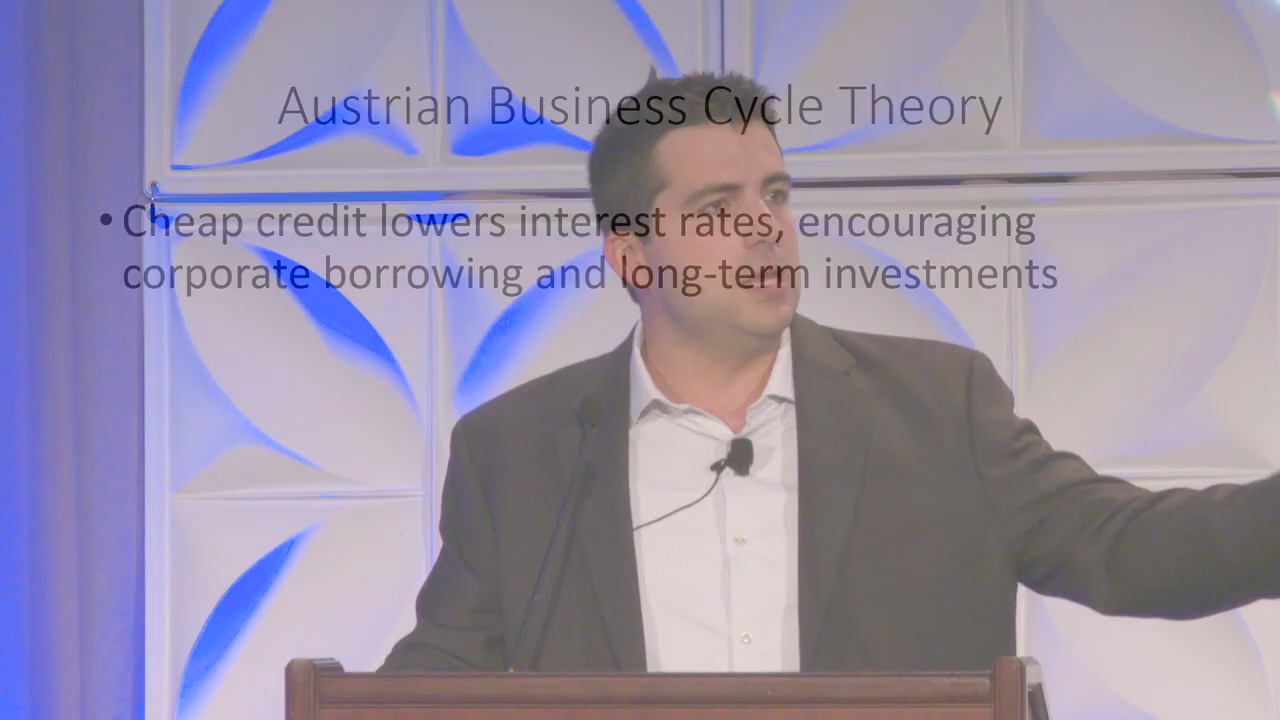 Austrian Business Cycle Theory
• Cheap credit lowers interest rates, encouraging
corporate borrowing and long-term investments